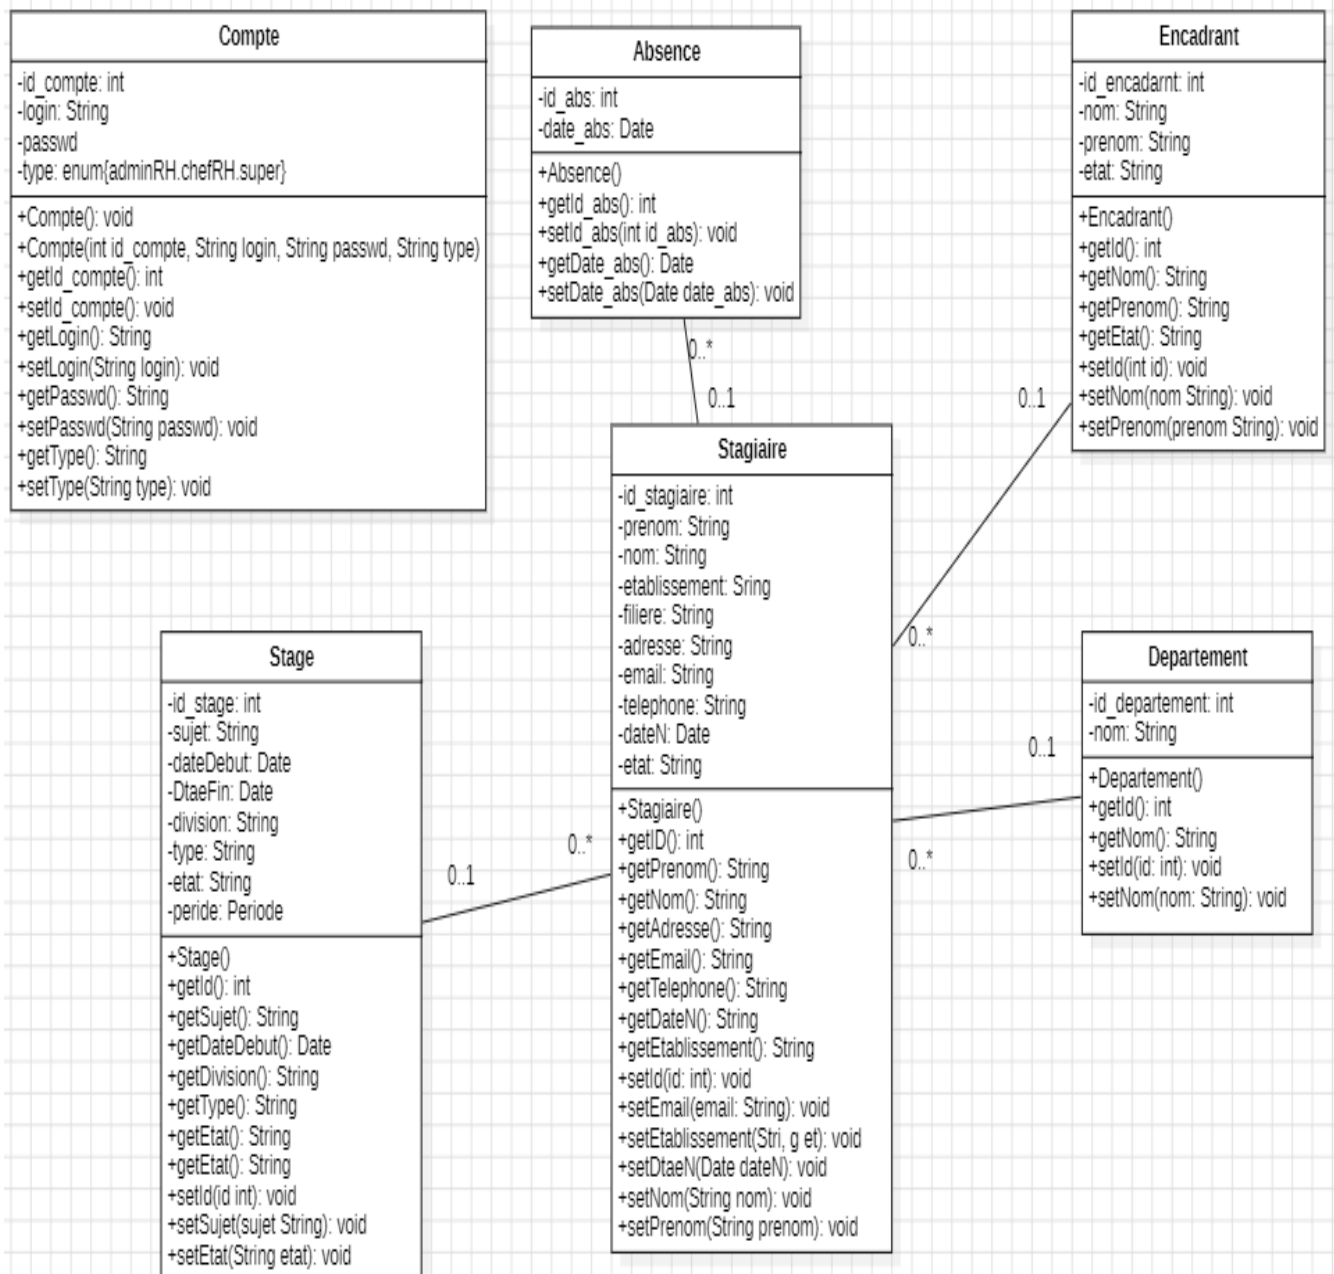 Compte
-id_compte: int
-login: String
-passwd
-type: enum{adminRH.chefRH.super}
+Compte(): void
+Compte(int id_compte, String login, String passwd, String type)
+getId_compte(): int
+setId_compte(): void
+getLogin(): String
+setLogin(String login): void
+getPasswd(): String
+setPasswd(String passwd): void
+getType(): String
+setType(String type): void
Absence
-id_abs: int
-date_abs: Date
+Absence()
+getId_abs(): int
+setId_abs(int id_abs): void
+getDate_abs(): Date
+setDate_abs(Date date_abs): void
0..*
0..1
Encadrant
-id_encadarnt: int
-nom: String
-prenom: String
-etat: String
+Encadrant()
+getId(): int
+getNom(): String
+getPrenom(): String
+getEtat(): String
+setId(int id): void
+setNom(nom String): void
+setPrenom(prenom String): void
0..1
0..*
Stagiaire
-id_stagiaire: int
-prenom: String
-nom: String
-etablissement: Sring
-filiere: String
-adresse: String
-email: String
-telephone: String
-dateN: Date
-etat: String
+Stagiaire()
+getID(): int
+getPrenom(): String
+getNom(): String
+getAdresse(): String
+getEmail(): String
+getTelephone(): String
+getDateN(): String
+getEtablissement(): String
+setId(id: int): void
+setEmail(email: String): void
+setEtablissement(Stri, g et): void
+setDtaeN(Date dateN): void
+setNom(String nom): void
+setPrenom(String prenom): void
Departement
-id_departement: int
-nom: String
+Departement()
+getId(): int
+getNom(): String
+setId(id: int): void
+setNom(nom: String): void
0..1
0..*
Stage
-id_stage: int
-sujet: String
-dateDebut: Date
-DtaeFin: Date
-division: String
-type: String
-etat: String
-peride: Periode
+Stage()
+getId(): int
+getSujet(): String
+getDateDebut(): Date
+getDivision(): String
+getType(): String
+getEtat(): String
+getEtat(): String
+setId(id int): void
+setSujet(sujet String): void
+setEtat(String etat): void
0..1
0..*